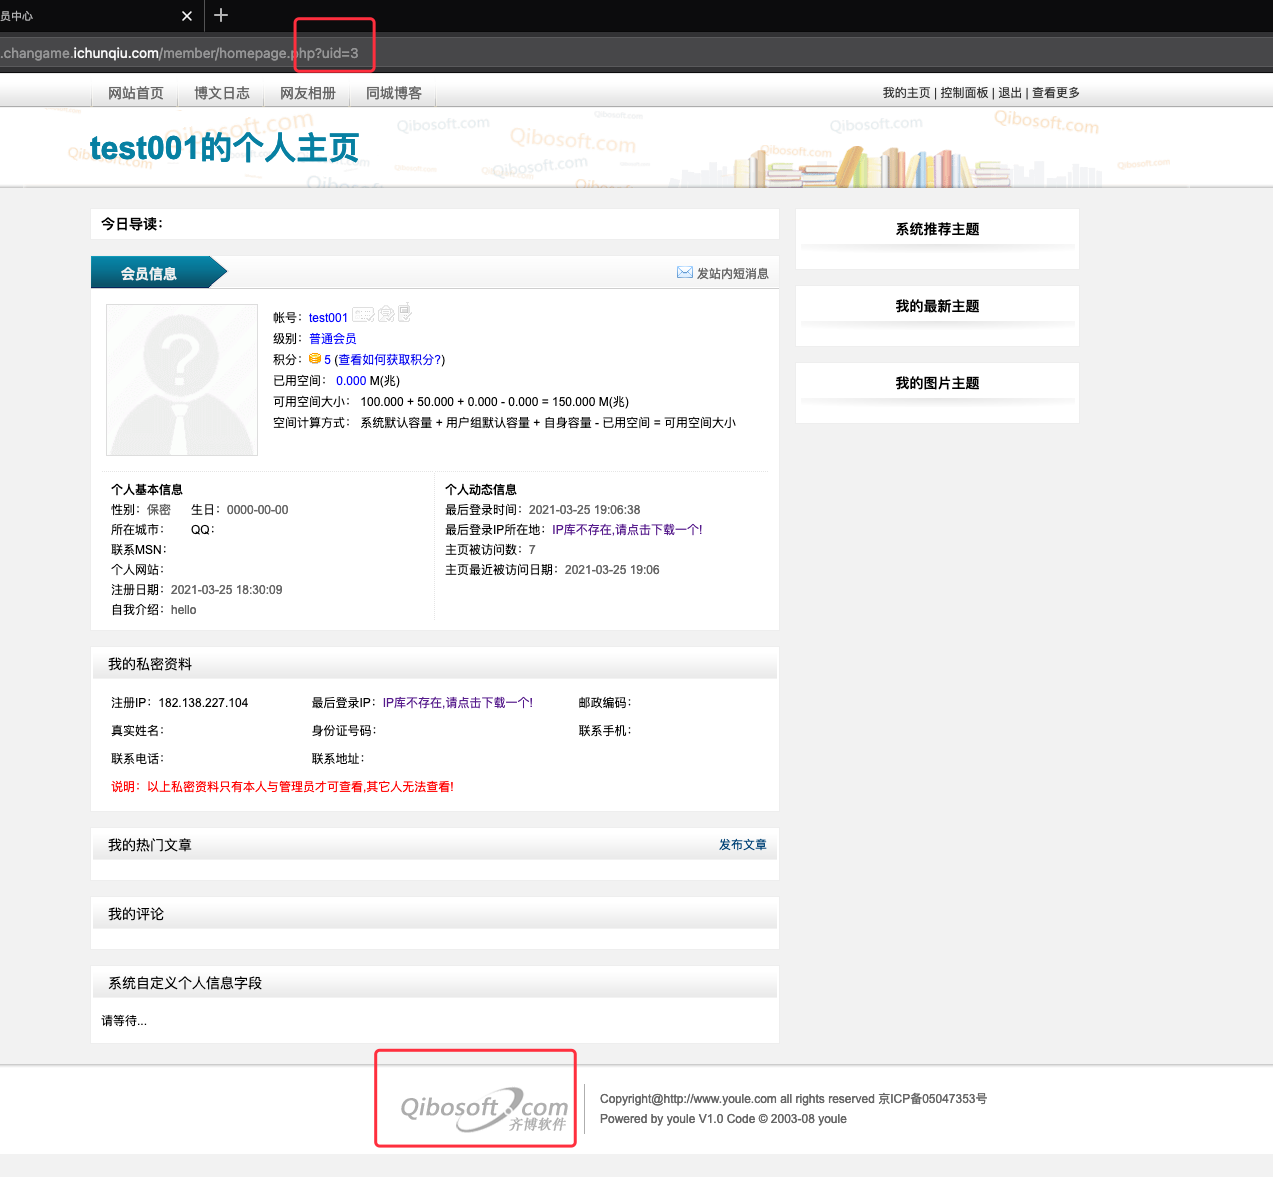 员中心
.changame.ichunqiu.com/member/homepage.php?uid=3
网站首页 博文日志 网友相册 同城博客
我的主页 | 控制面板 | 退出 | 查看更多
Qibosoft.com
test001的个人主页
今日导读：
会员信息
发站内短消息
帐号：test001
级别：普通会员
积分：5 (查看如何获取积分?)
已用空间： 0.000 M(兆)
可用空间大小： 100.000 + 50.000 + 0.000 - 0.000 = 150.000 M(兆)
空间计算方式： 系统默认容量 + 用户组默认容量 + 自身容量 - 已用空间 = 可用空间大小
个人基本信息
性别：保密 生日：0000-00-00
所在城市： QQ：
联系MSN：
个人网站：
注册日期：2021-03-25 18:30:09
自我介绍：hello
个人动态信息
最后登录时间：2021-03-25 19:06:38
最后登录IP所在地：IP库不存在,请点击下载一个!
主页被访问数：7
主页最近被访问日期：2021-03-25 19:06
我的私密资料
注册IP：182.138.227.104 最后登录IP：IP库不存在,请点击下载一个! 邮政编码：
真实姓名： 身份证号码： 联系手机：
联系电话： 联系地址：
说明：以上私密资料只有本人与管理员才可查看,其它人无法查看!
我的热门文章
发布文章
我的评论
系统自定义个人信息字段
请等待...
系统推荐主题
我的最新主题
我的图片主题
Qibosoft.com
齐博软件
Copyright@http://www.youle.com all rights reserved 京ICP备05047353号
Powered by youle V1.0 Code © 2003-08 youle